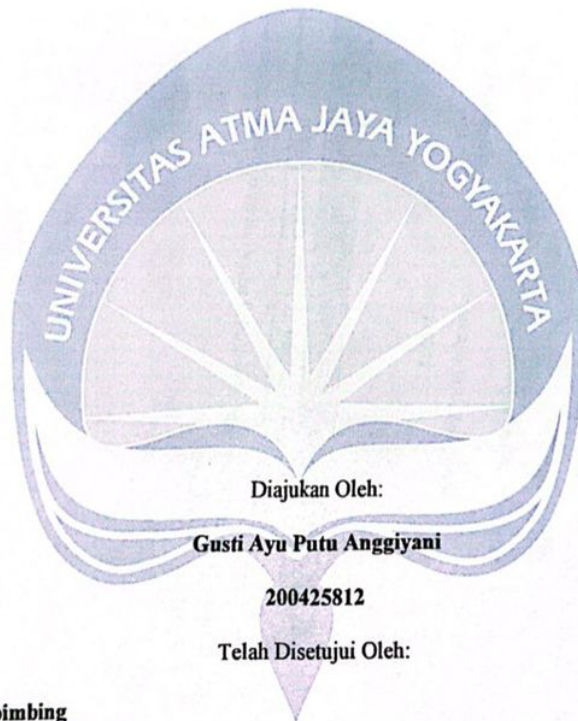 UNIVERSITAS ATMA JAYA YOGYAKARTA
Diajukan Oleh:
Gusti Ayu Putu Anggiyani
200425812
Telah Disetujui Oleh: